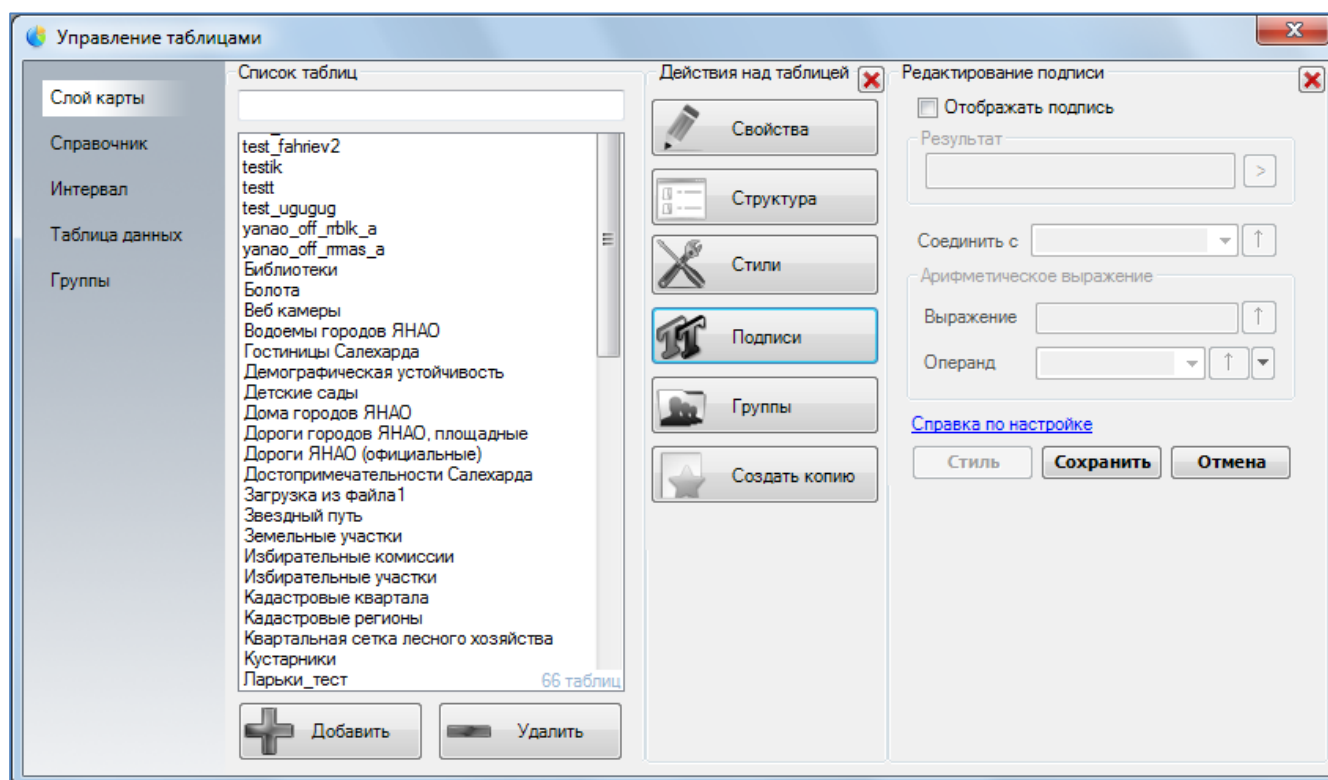 Управление таблицами
Слой карты
Справочник
Интервал
Таблица данных
Группы
Список таблиц
test_fahriev2
testik
testt
test_ugugug
yanao_off_rrblk_a
yanao_off_rrmas_a
Библиотеки
Болота
Веб камеры
Водоемы городов ЯНАО
Гостиницы Салехарда
Демографическая устойчивость
Детские сады
Дома городов ЯНАО
Дороги городов ЯНАО, площадные
Дороги ЯНАО (официальные)
Достопримечательности Салехарда
Загрузка из файла1
Звездный путь
Земельные участки
Избирательные комиссии
Избирательные участки
Кадастровые квартала
Кадастровые регионы
Квартальная сетка лесного хозяйства
Кустарники
Ларьки_тест
66 таблиц
Добавить
Удалить
Действия над таблицей
Свойства
Структура
Стили
Подписи
Группы
Создать копию
Редактирование подписи
Отображать подпись
Результат
>
Соединить с
Арифметическое выражение
Выражение
Операнд
Справка по настройке
Стиль
Сохранить
Отмена